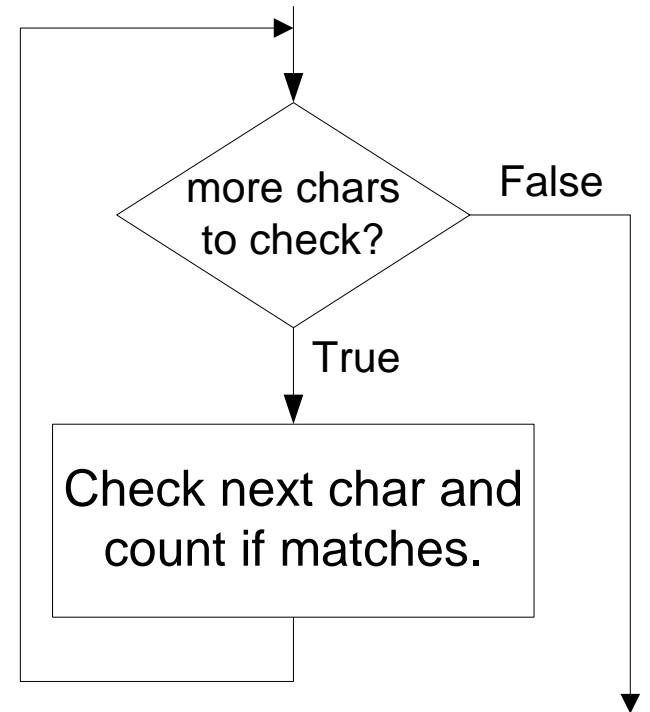 more chars
to check?
False
True
Check next char and
count if matches.